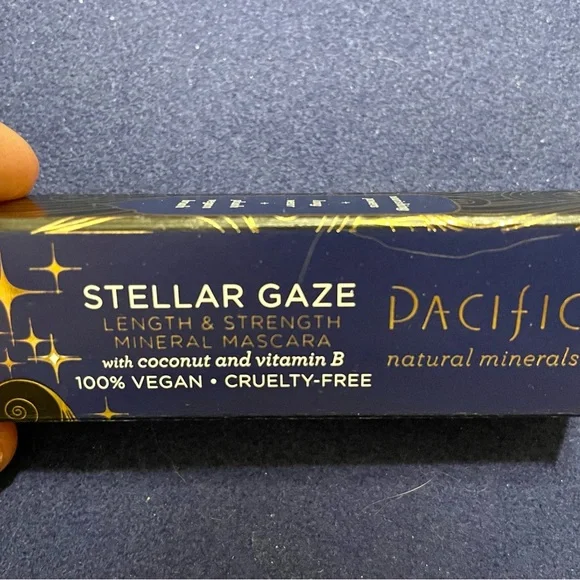 STELLAR GAZE
LENGTH & STRENGTH
MINERAL MASCARA
with coconut and vitamin B
100% VEGAN • CRUELTY-FREE
PACIFIC
natural minerals